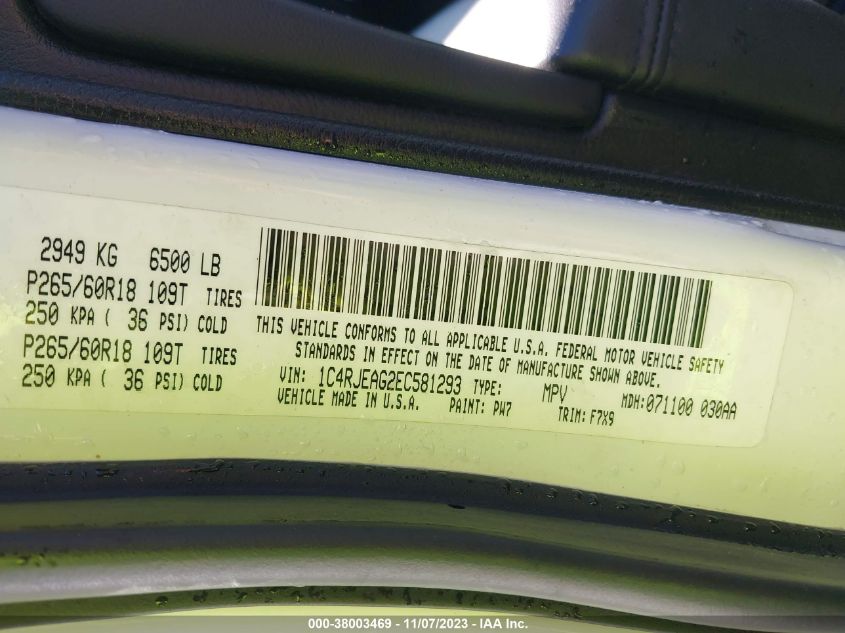 2949 KG 6500 LB
P265/60R18 109T TIRES
250 KPA ( 36 PSI) COLD
P265/60R18 109T TIRES
250 KPA ( 36 PSI) COLD
THIS VEHICLE CONFORMS TO ALL APPLICABLE U.S.A. FEDERAL MOTOR VEHICLE SAFETY
STANDARDS IN EFFECT ON THE DATE OF MANUFACTURE SHOWN ABOVE.
VIN: 1C4RJEAG2EC581293 TYPE: MPV MDH: 071100 030AA
VEHICLE MADE IN U.S.A. PAINT: PW7 TRIM: F7X9
000-38003469 - 11/07/2023 - IAA Inc.